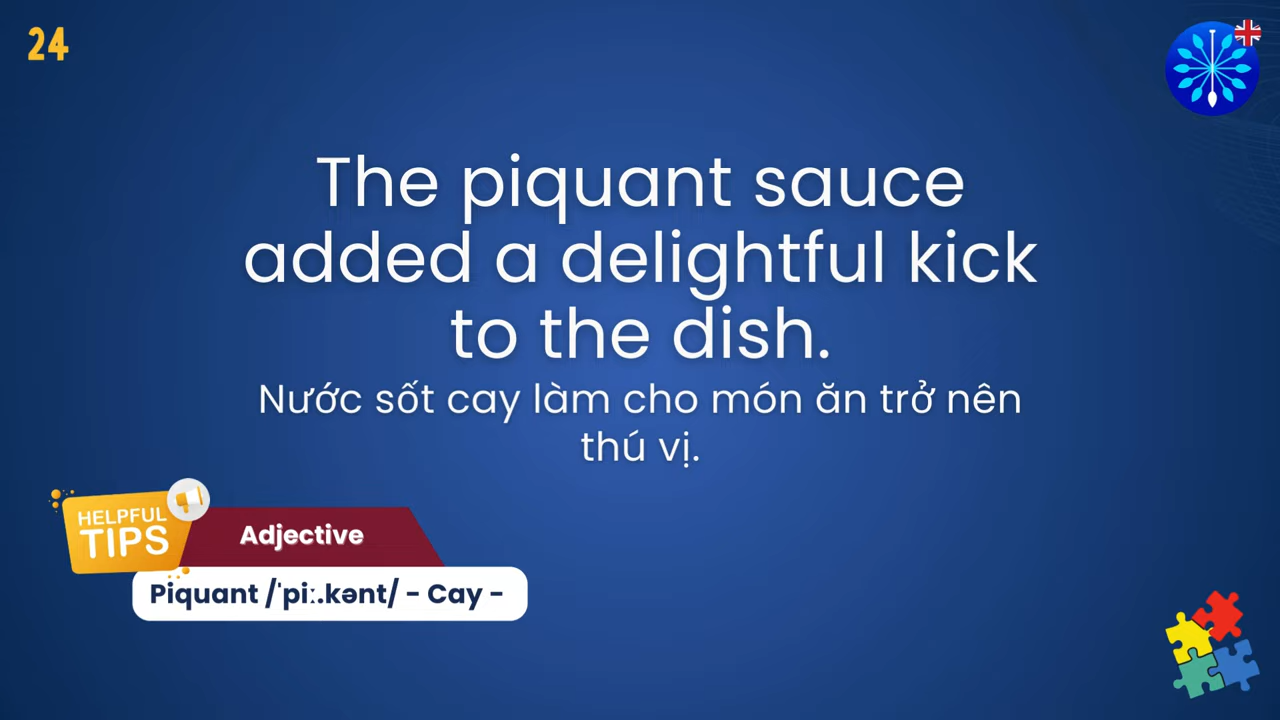 24
The piquant sauce
added a delightful kick
to the dish.
Nước sốt cay làm cho món ăn trở nên
thú vị.
HELPFUL
TIPS
Adjective
Piquant /ˈpiː.kənt/ - Cay -